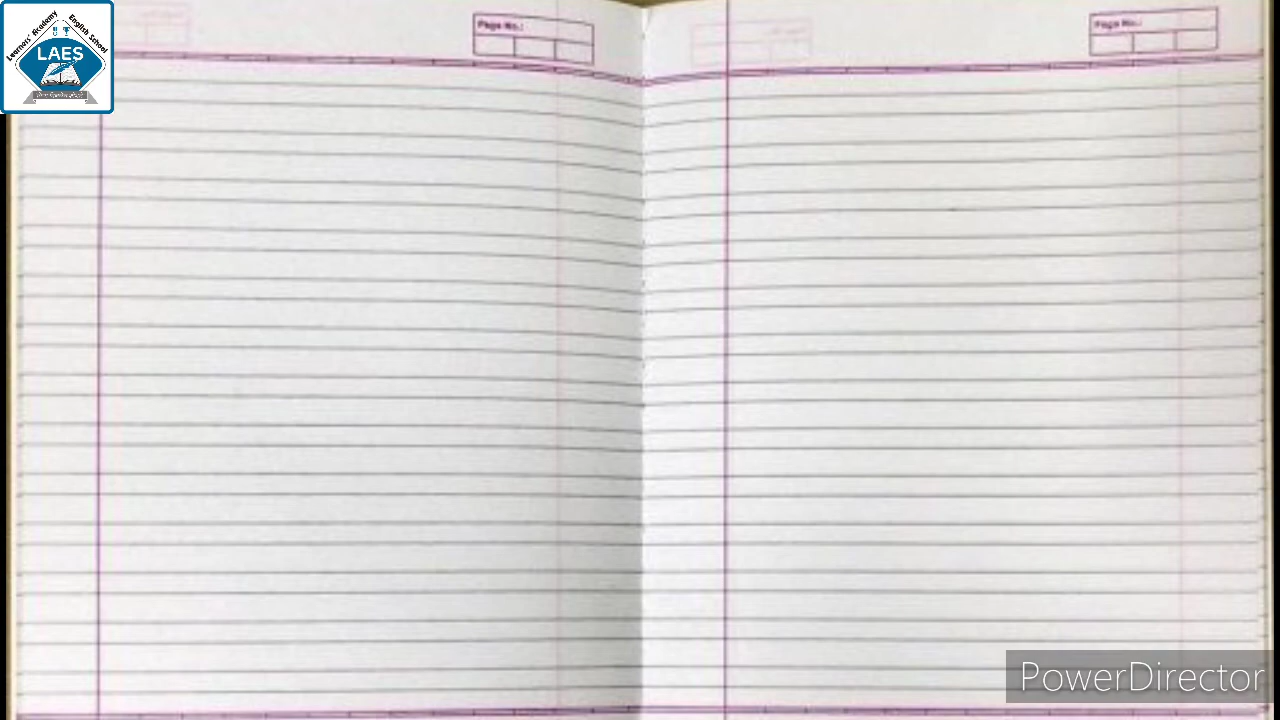 Learners' Academy English School
LAES
Page No.:
Page No.:
PowerDirector